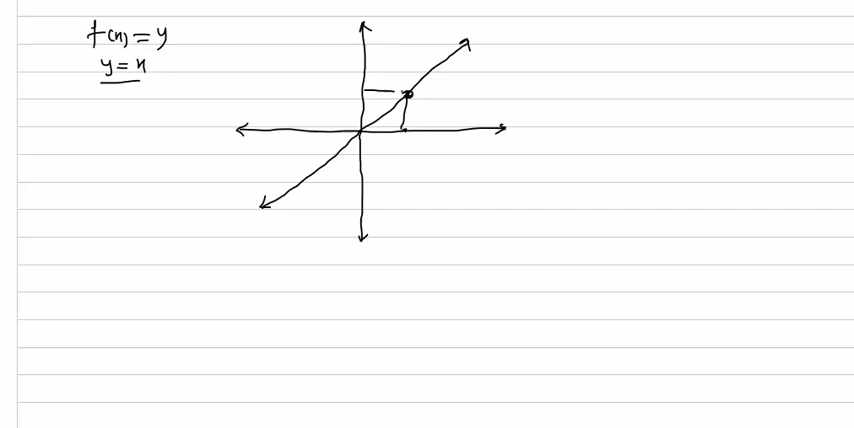 f(x) = y
y = x